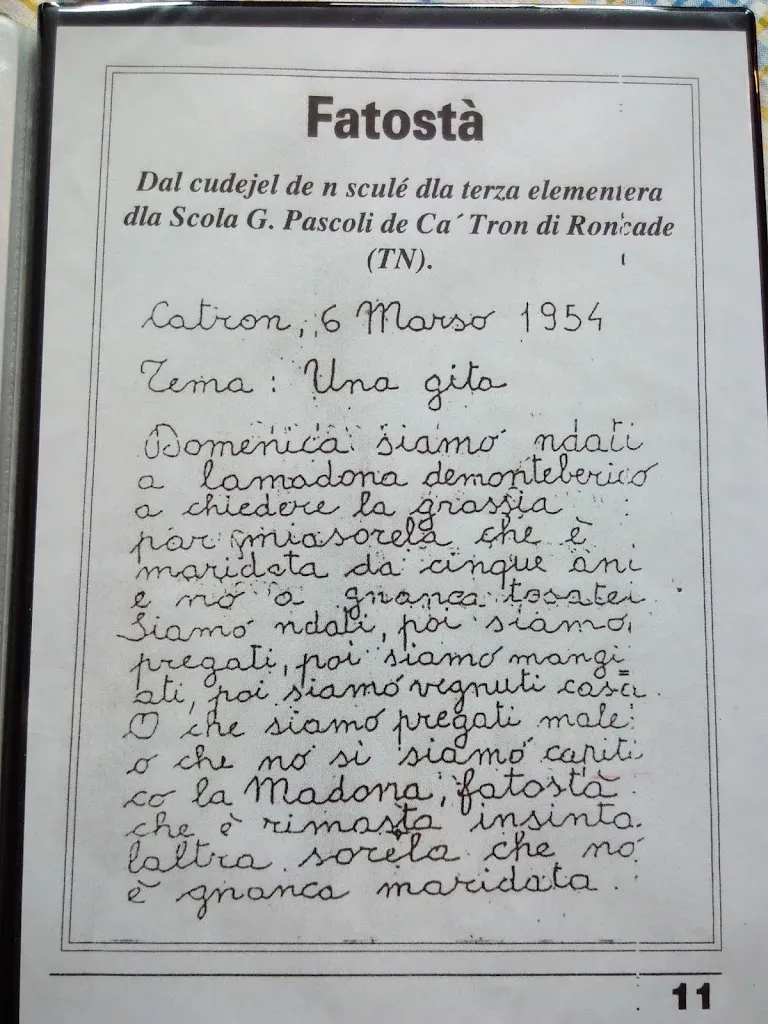 Fatostà
Dal cudejel de n sculé dla terza elementera
dla Scola G. Pascoli de Ca´ Tron di Roncade
(TN).
Catron, 6 Marso 1954
Tema : Una gita
Domenica siamo ndati
a lamadona demonteberico
a chiedere la grassia
par miasorela che è
maridata da cinque ani
e no a gnanca tosatei
Siamo ndati, poi siamo
pregati, poi siamo mangi
ati, poi siamo vegnuti casa.
O che siamo pregati male
o che no si siamo capiti
co la Madona, fatostà
che è rimasta insinta
laltra sorela che no
è gnanca maridata.
11